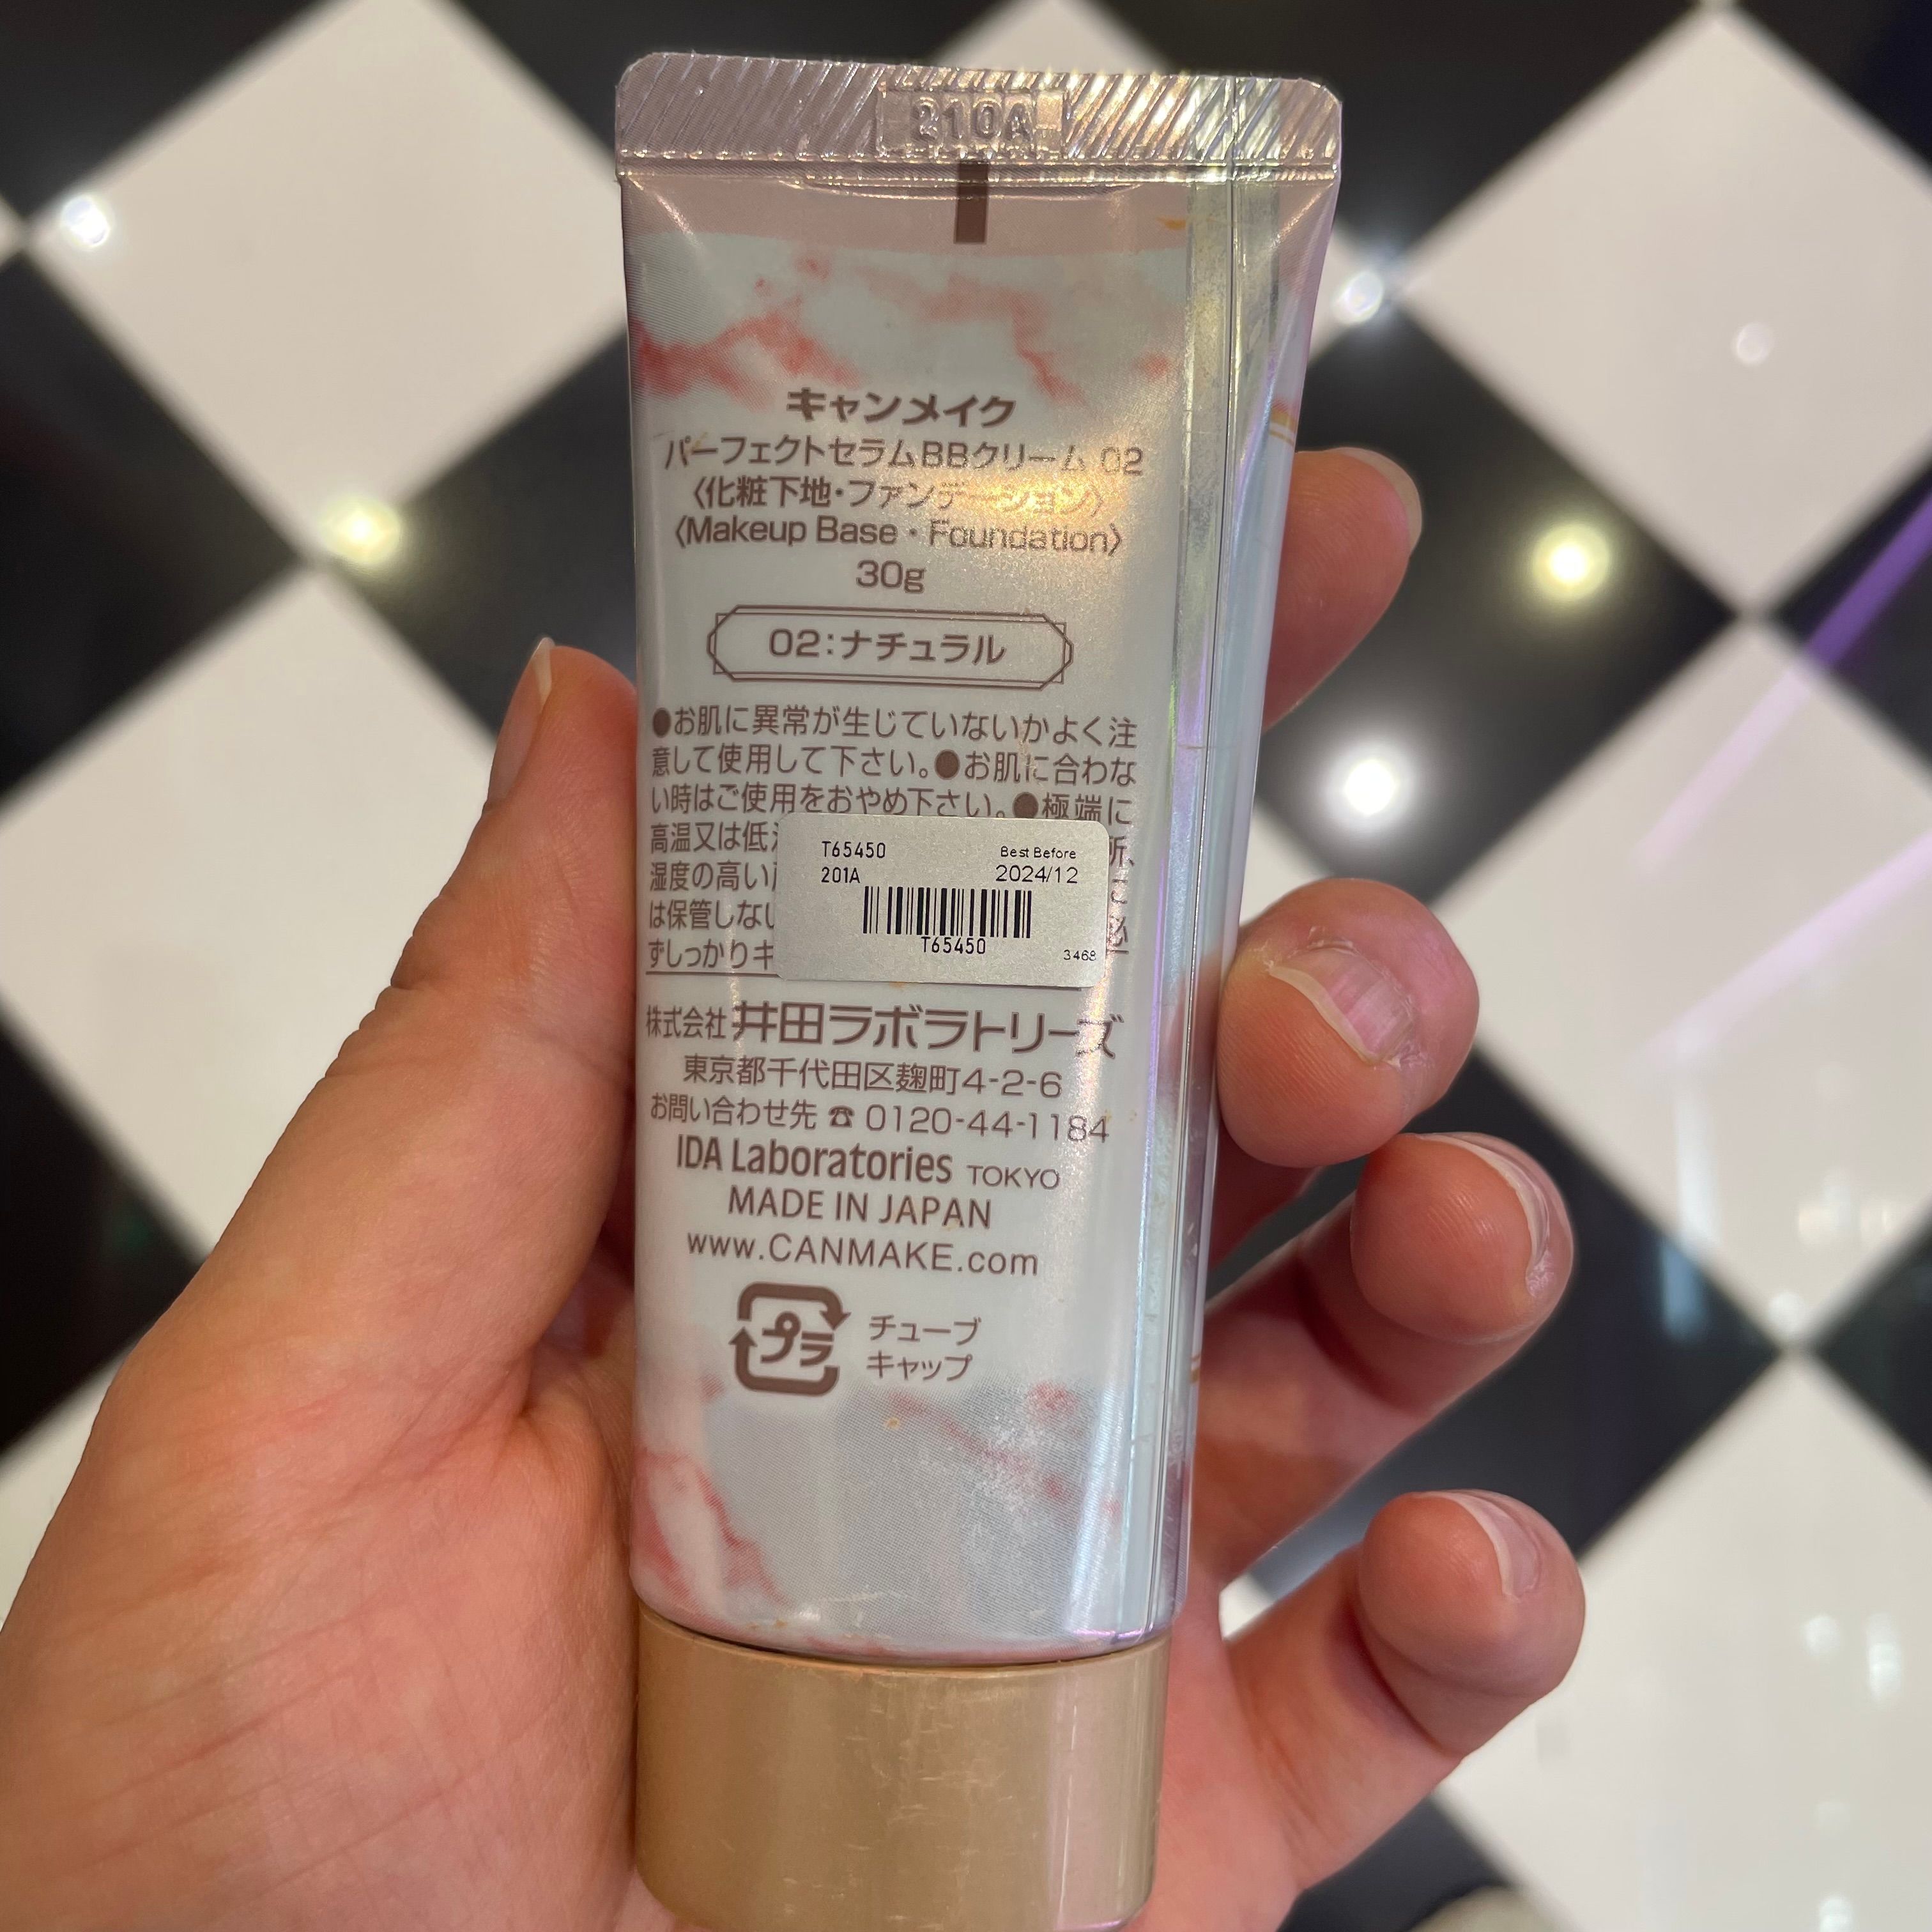 210A
キャンメイク
パーフェクトセラムBBクリーム 02
〈化粧下地・ファンデーション〉
〈Makeup Base・Foundation〉
30g
02:ナチュラル
●お肌に異常が生じていないかよく注
意して使用して下さい。●お肌に合わな
い時はご使用をおやめ下さい。●極端に
高温又は低 所、
湿度の高い
は保管しな 必
ずしっかりキ
T65450 Best Before
201A 2024/12
T65450
3468
株式会社 井田ラボラトリーズ
東京都千代田区麹町4-2-6
お問い合わせ先 ☎ 0120-44-1184
IDA Laboratories TOKYO
MADE IN JAPAN
www.CANMAKE.com
プラ チューブ
キャップ